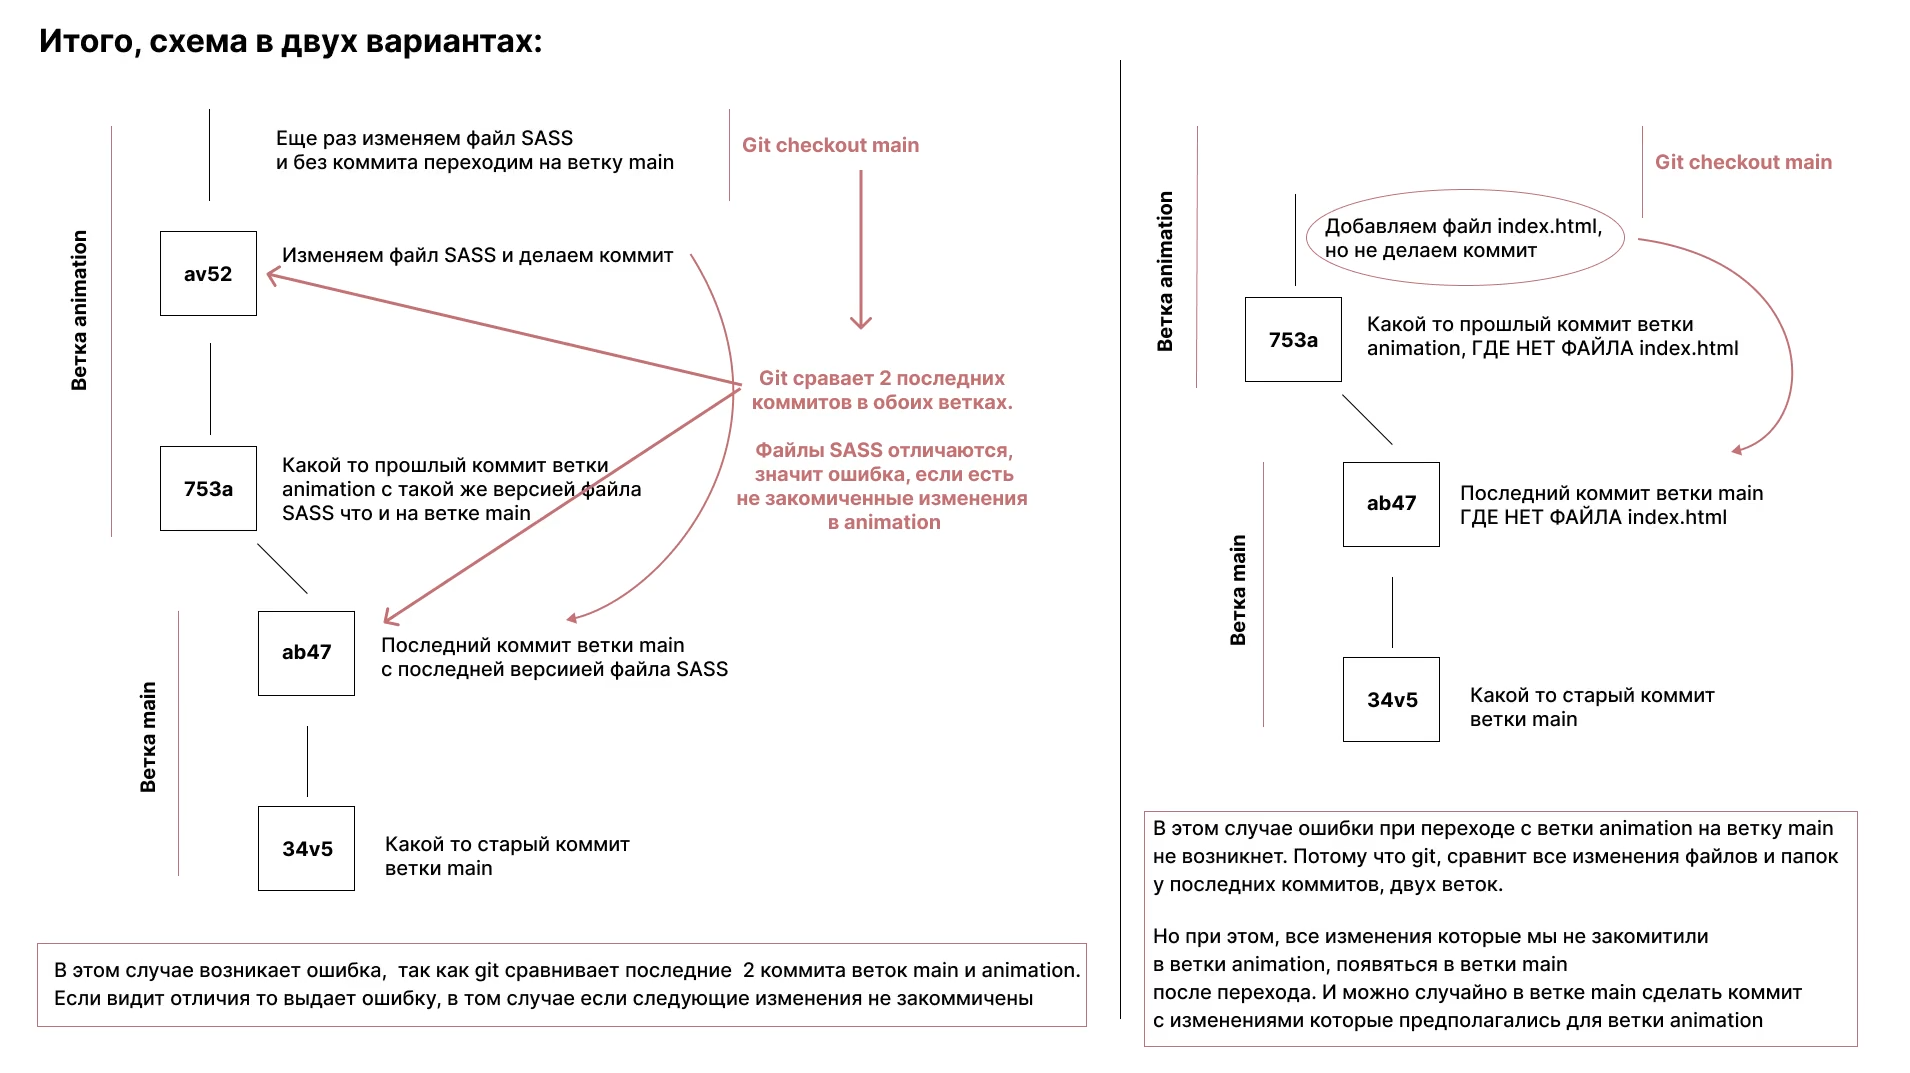 Итого, схема в двух вариантах:
Еще раз изменяем файл SASS
и без коммита переходим на ветку main
Git checkout main
Ветка animation
av52
Изменяем файл SASS и делаем коммит
Git сравает 2 последних
коммитов в обоих ветках.
Файлы SASS отличаются,
значит ошибка, если есть
не закомиченные изменения
в animation
753a
Какой то прошлый коммит ветки
animation с такой же версией файла
SASS что и на ветке main
Ветка main
ab47
Последний коммит ветки main
с последней версиией файла SASS
34v5
Какой то старый коммит
ветки main
В этом случае возникает ошибка,  так как git сравнивает последние  2 коммита веток main и animation.
Если видит отличия то выдает ошибку, в том случае если следующие изменения не закоммичены
Git checkout main
Ветка animation
Добавляем файл index.html,
но не делаем коммит
753a
Какой то прошлый коммит ветки
animation, ГДЕ НЕТ ФАЙЛА index.html
Ветка main
ab47
Последний коммит ветки main
ГДЕ НЕТ ФАЙЛА index.html
34v5
Какой то старый коммит
ветки main
В этом случае ошибки при переходе с ветки animation на ветку main
не возникнет. Потому что git, сравнит все изменения файлов и папок
у последних коммитов, двух веток.
Но при этом, все изменения которые мы не закомитили
в ветки animation, появяться в ветки main
после перехода. И можно случайно в ветке main сделать коммит
с изменениями которые предполагались для ветки animation